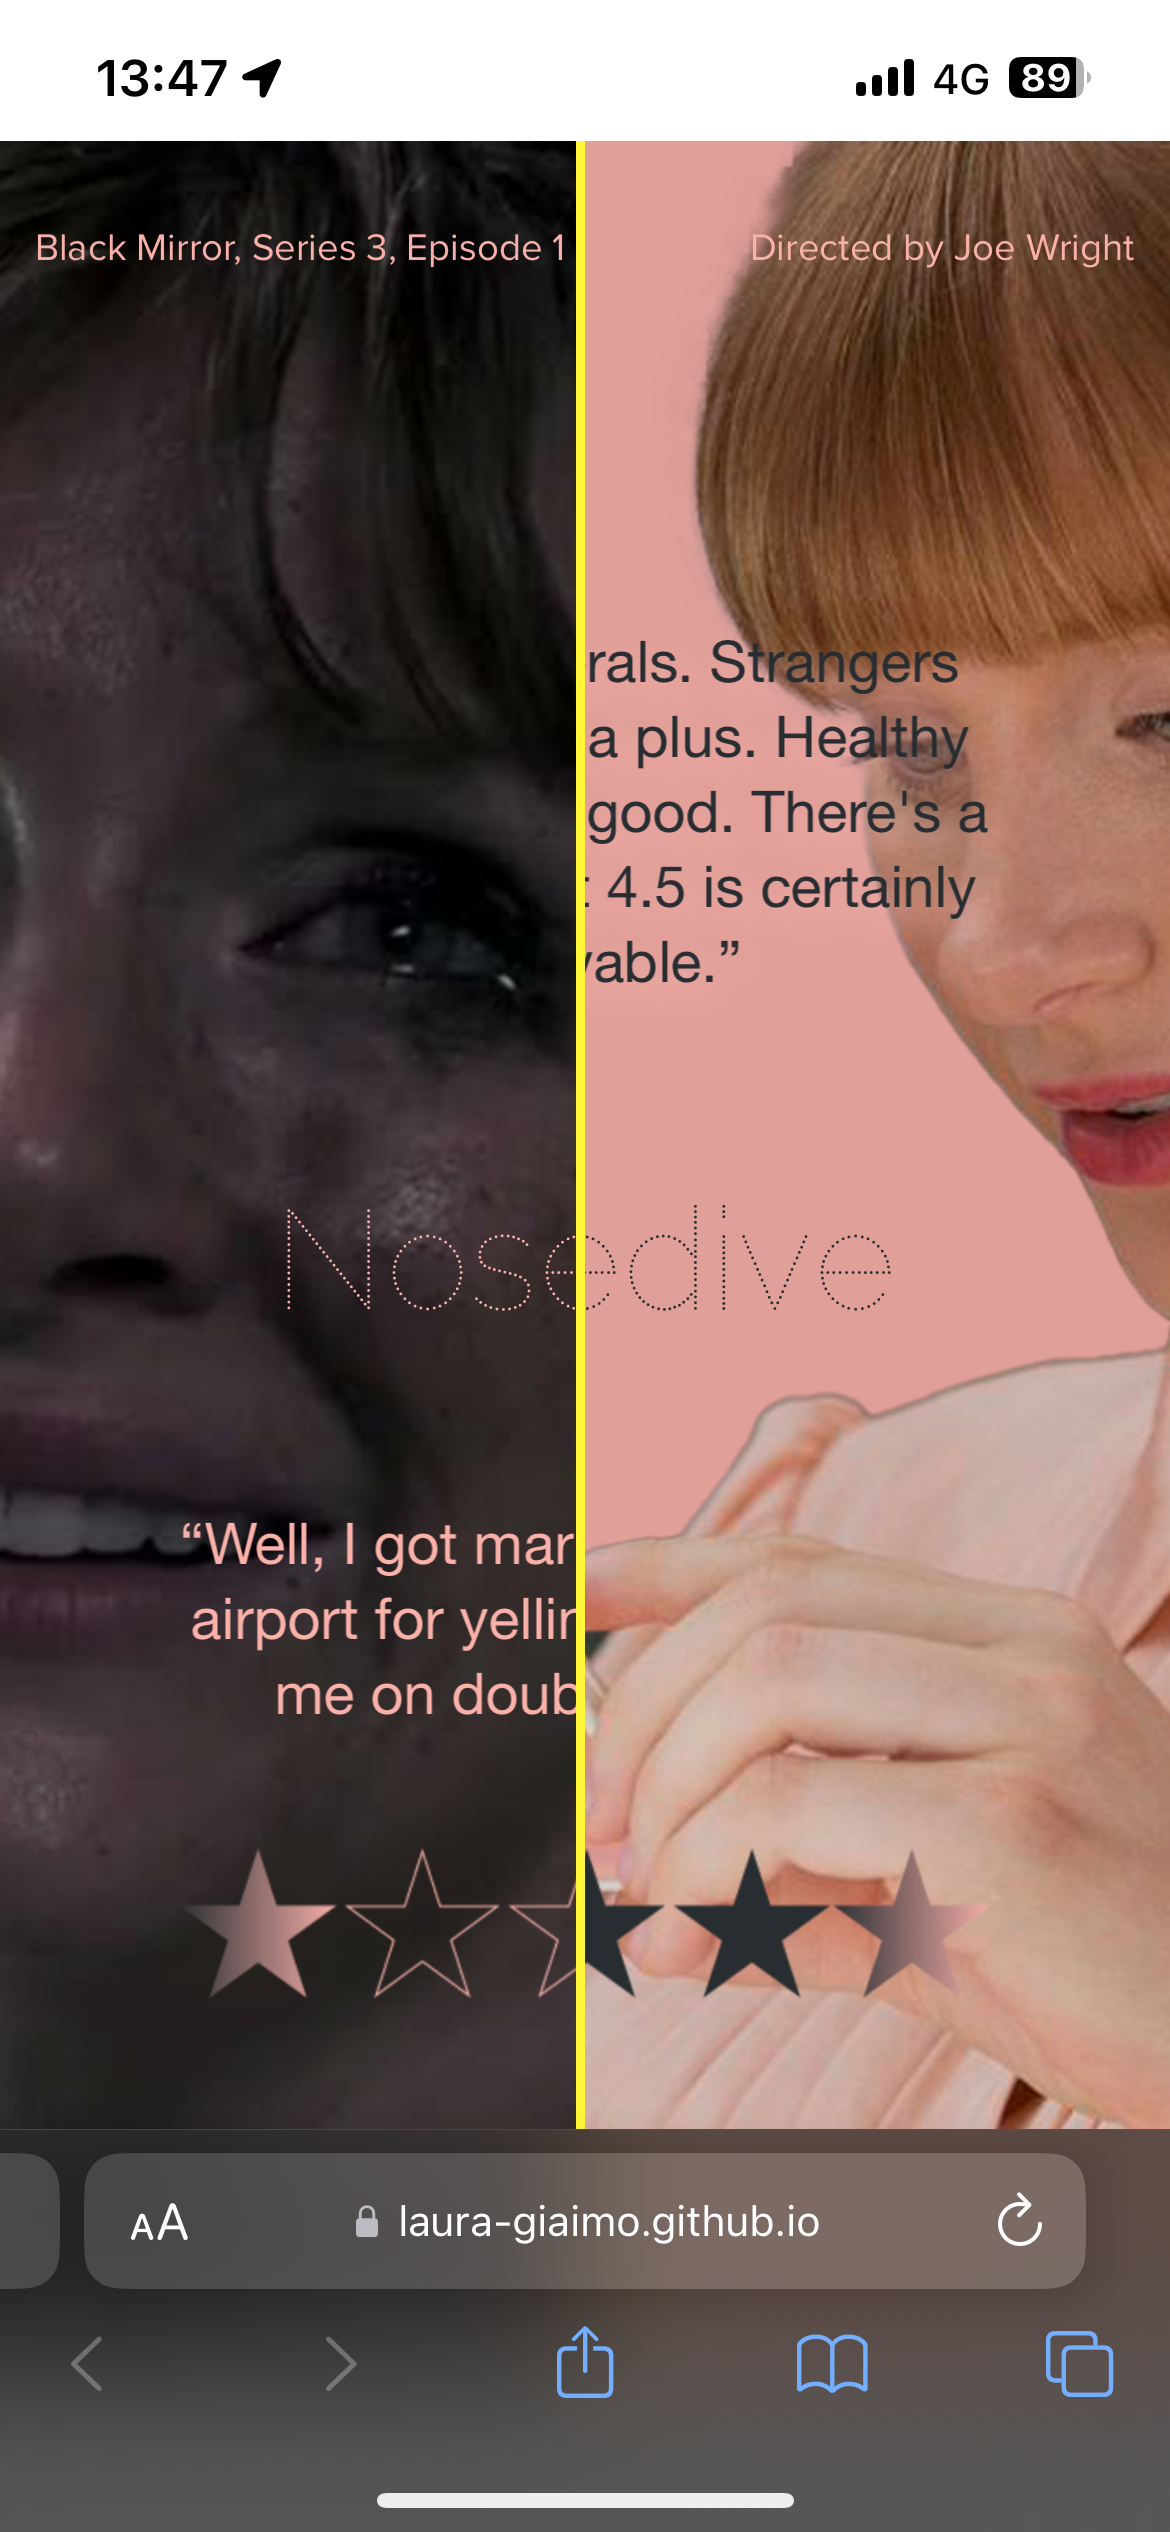 13:47
4G
89
Black Mirror, Series 3, Episode 1
Directed by Joe Wright
rals. Strangers
a plus. Healthy
good. There's a
4.5 is certainly
able.”
Nosedive
“Well, I got mar
airport for yellin
me on doub
AA
laura-giaimo.github.io